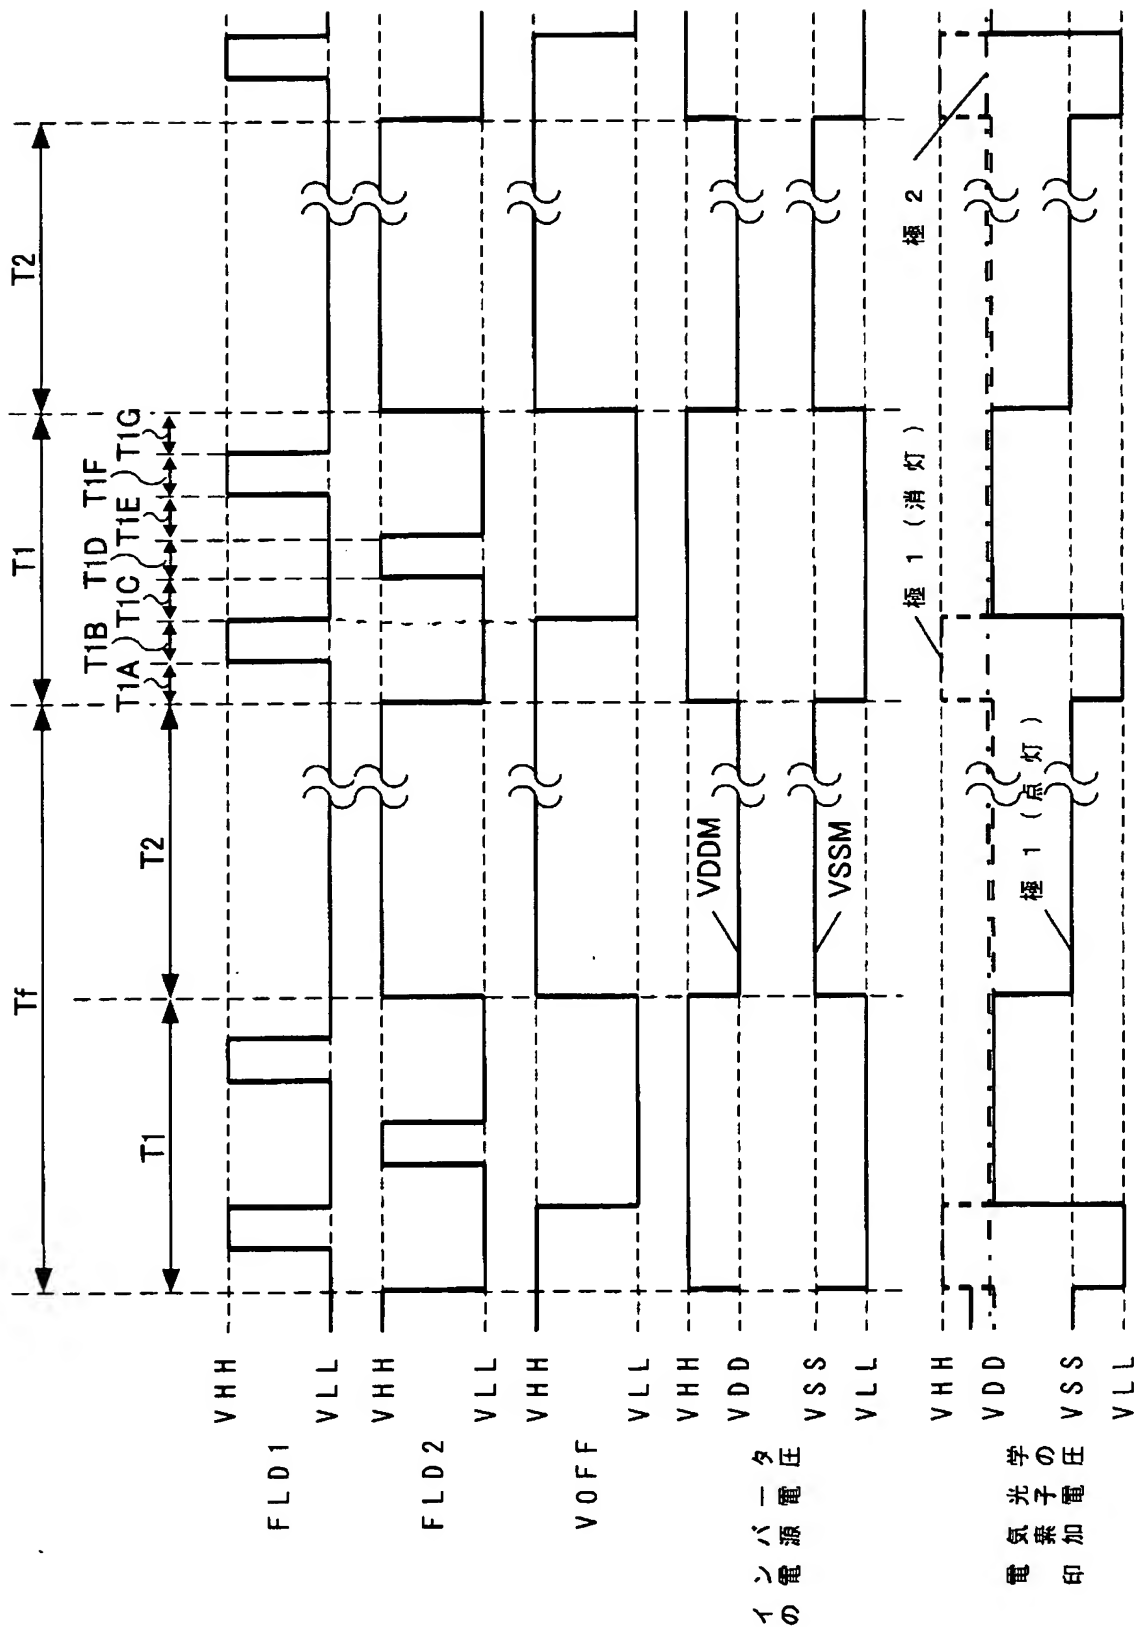 Tf
T1
T2
T1
T2
T1A
T1B
T1C
T1D
T1E
T1F
T1G
FLD1
VHH
VLL
FLD2
VHH
VLL
VOFF
VHH
VLL
インバータ
の電源電圧
VHH
VDD
VSS
VLL
VDDM
VSSM
電気光学
素子の
印加電圧
VHH
VDD
VSS
VLL
極1(点灯)
極1(消灯)
極2